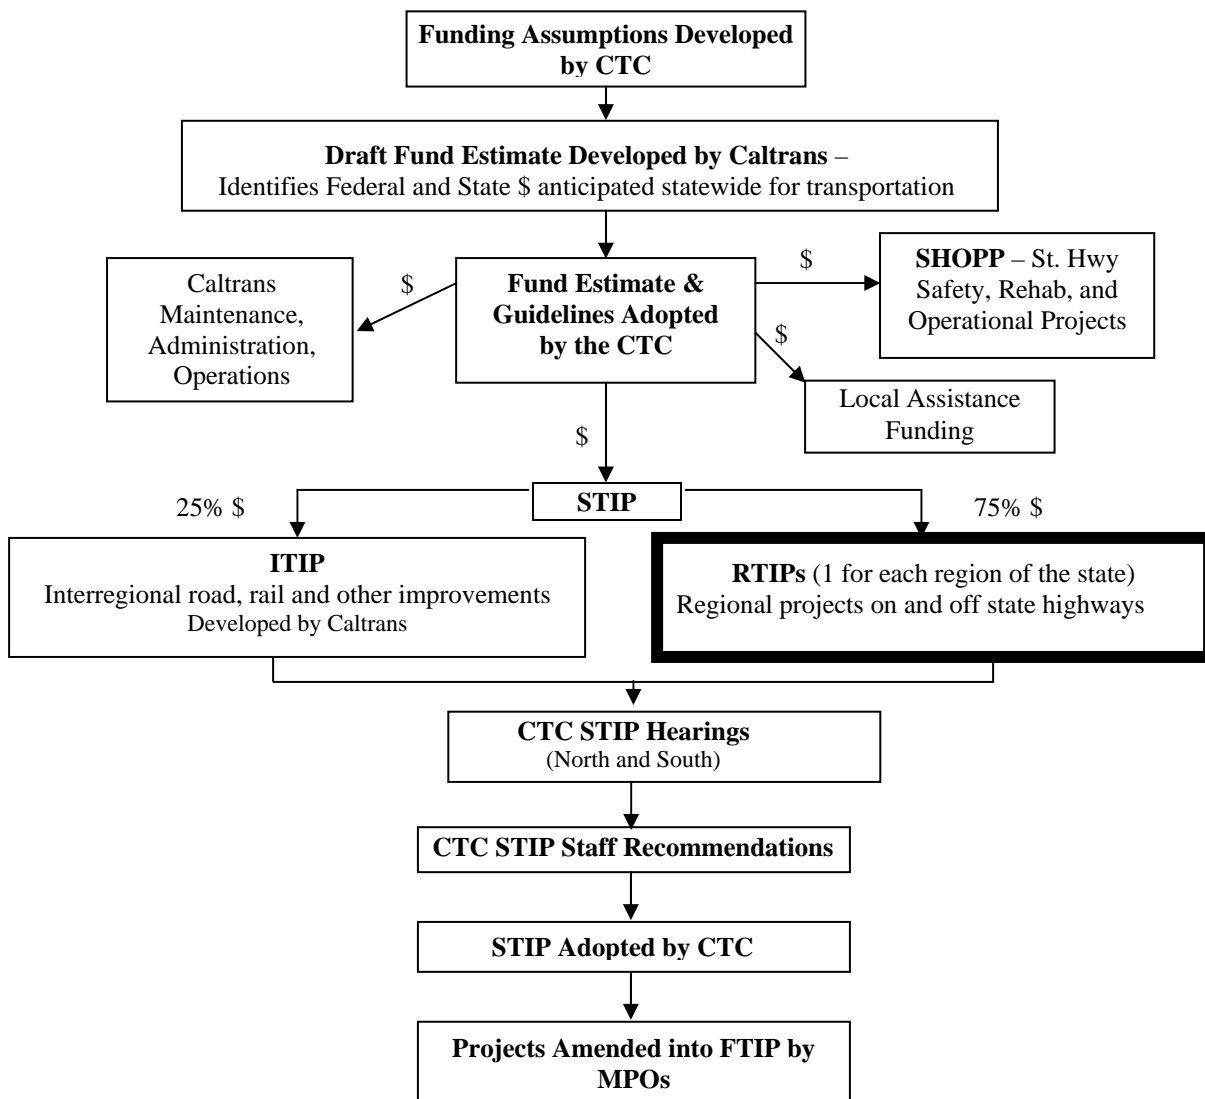 Funding Assumptions Developed
by CTC
Draft Fund Estimate Developed by Caltrans –
Identifies Federal and State $ anticipated statewide for transportation
Caltrans
Maintenance,
Administration,
Operations
$
Fund Estimate &
Guidelines Adopted
by the CTC
$
SHOPP – St. Hwy
Safety, Rehab, and
Operational Projects
$
Local Assistance
Funding
$
STIP
25% $
75% $
ITIP
Interregional road, rail and other improvements
Developed by Caltrans
RTIPs (1 for each region of the state)
Regional projects on and off state highways
CTC STIP Hearings
(North and South)
CTC STIP Staff Recommendations
STIP Adopted by CTC
Projects Amended into FTIP by
MPOs